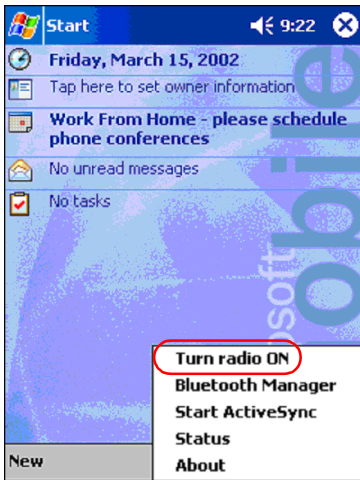 Start 9:22
Friday, March 15, 2002
Tap here to set owner information
Work From Home - please schedule
phone conferences
No unread messages
No tasks
Turn radio ON
Bluetooth Manager
Start ActiveSync
Status
About
New